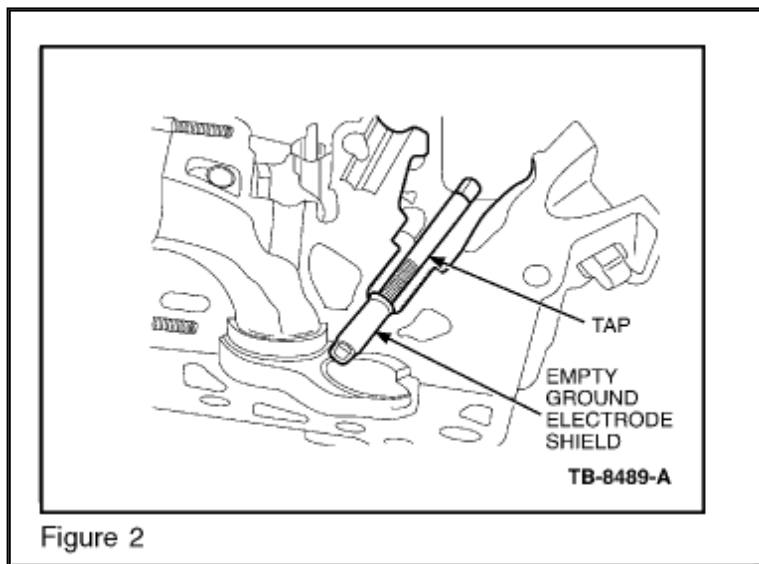 TAP
EMPTY
GROUND
ELECTRODE
SHIELD
TB-8489-A
Figure 2